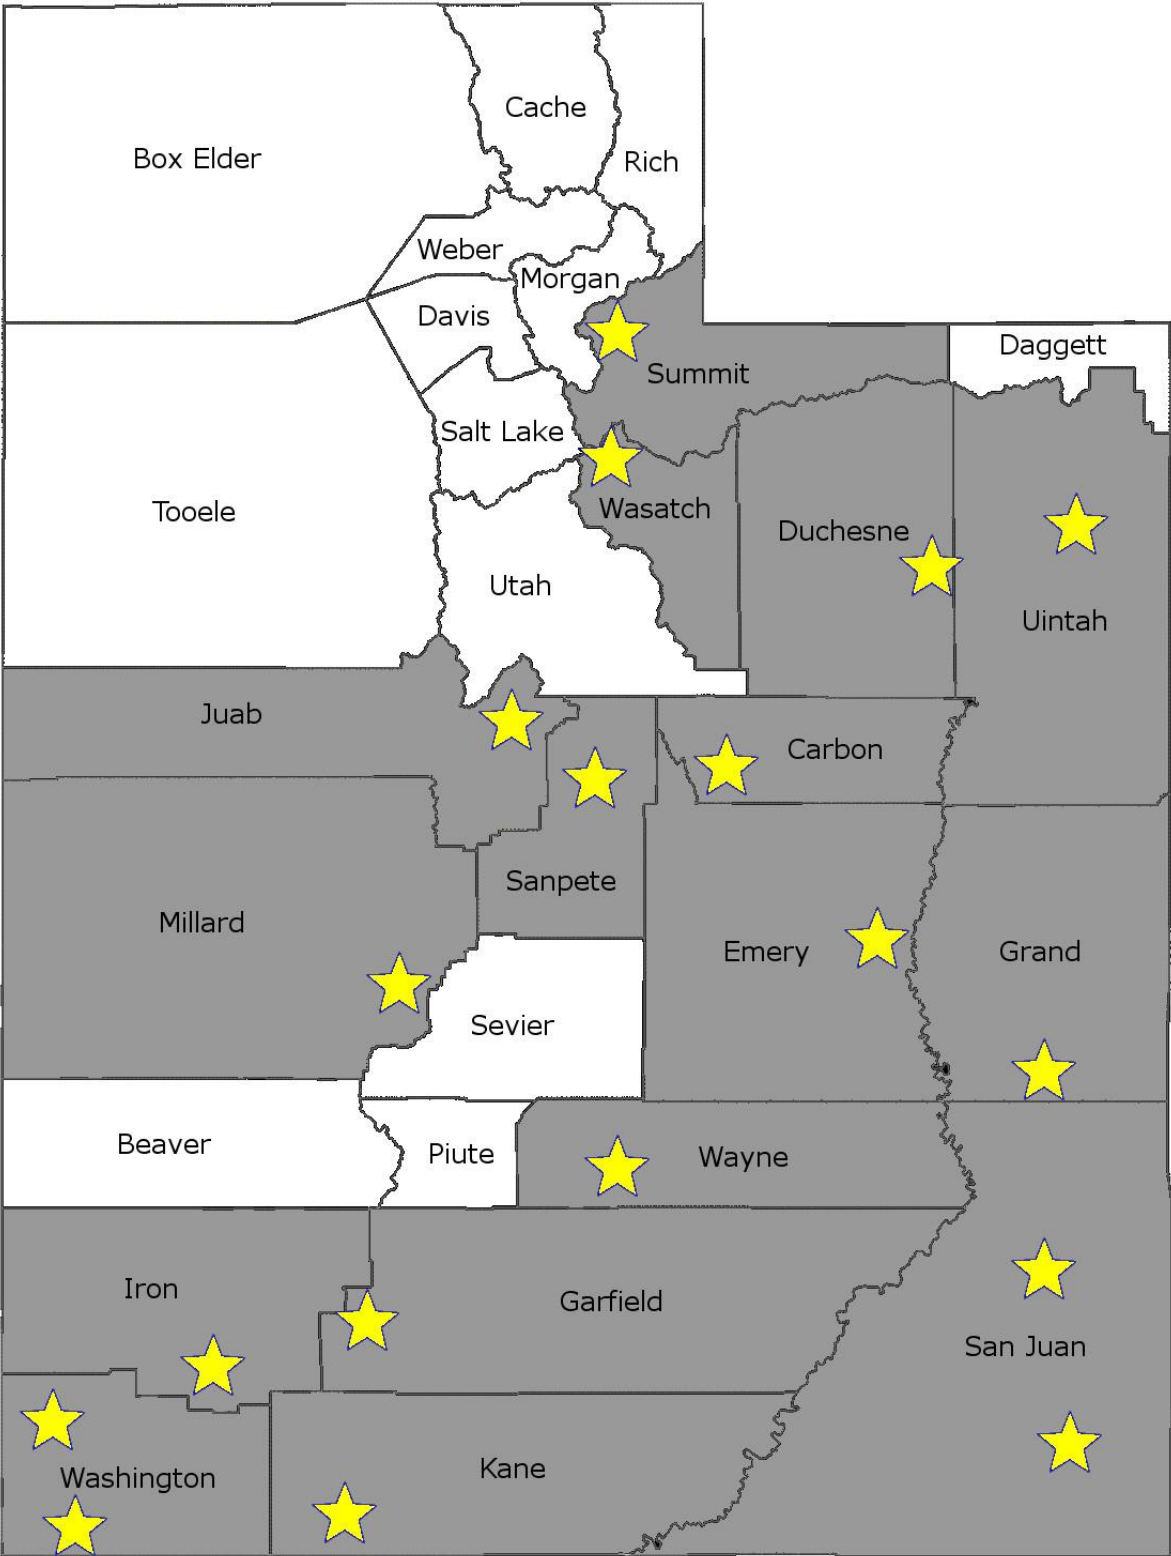 Cache
Box Elder
Rich
Weber
Morgan
Davis
Daggett
Summit
Salt Lake
Wasatch
Tooele
Duchesne
Utah
Uintah
Juab
Carbon
Sanpete
Millard
Emery
Grand
Sevier
Beaver
Piute
Wayne
Iron
Garfield
San Juan
Kane
Washington